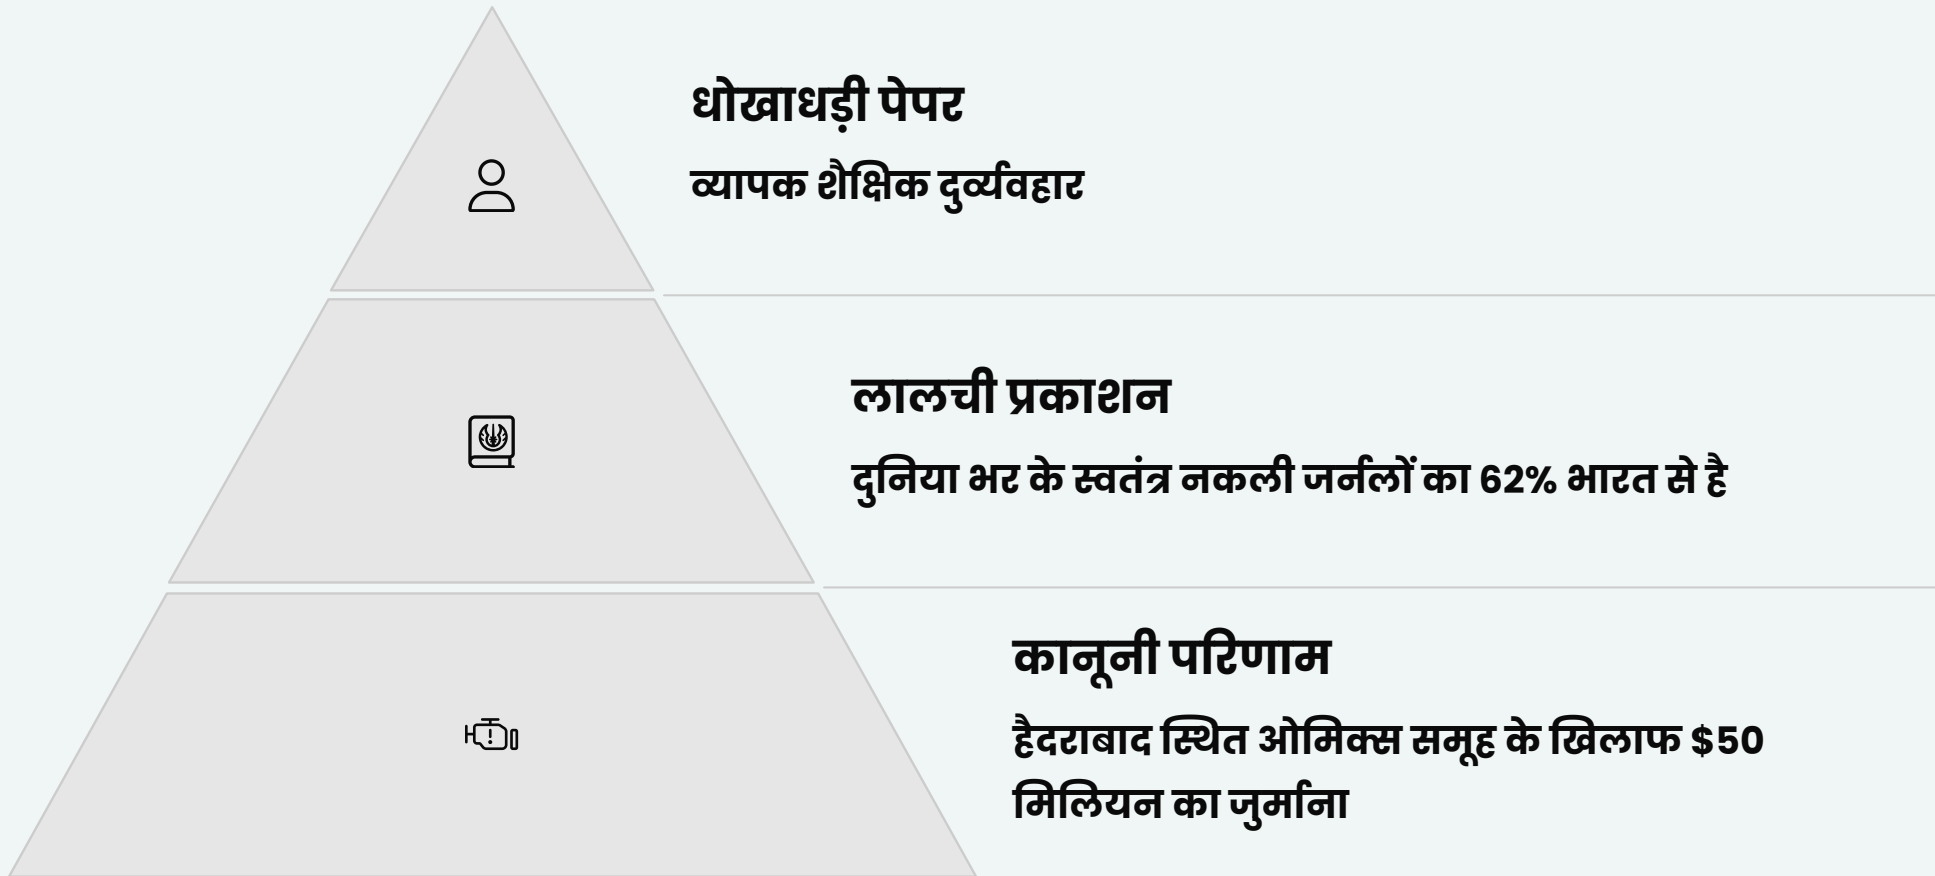 धोखाधड़ी पेपर
व्यापक शैक्षिक दुर्व्यवहार
लालची प्रकाशन
दुनिया भर के स्वतंत्र नकली जर्नलों का 62% भारत से है
कानूनी परिणाम
हैदराबाद स्थित ओमिक्स समूह के खिलाफ $50
मिलियन का जुर्माना